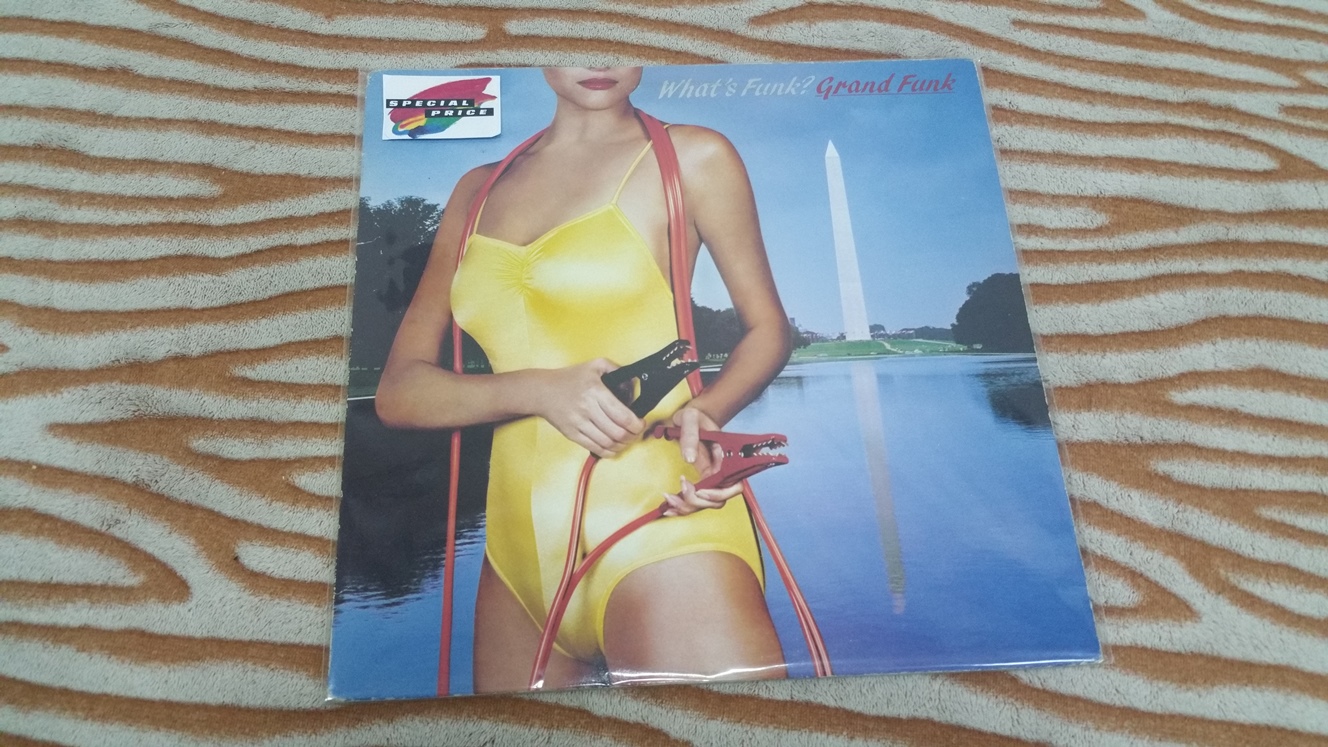 SPECIAL
PRICE
What's Funk? Grand Funk